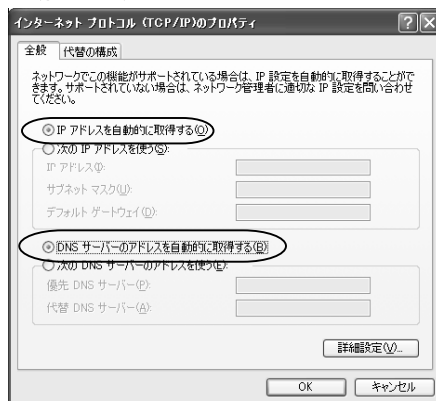 インターネット プロトコル (TCP/IP)のプロパティ
全般
代替の構成
ネットワークでこの機能がサポートされている場合は、IP 設定を自動的に取得することがで
きます。サポートされていない場合は、ネットワーク管理者に適切な IP 設定を問い合わせ
てください。
IP アドレスを自動的に取得する(O)
次の IP アドレスを使う(S):
IP アドレス(I):
サブネット マスク(U):
デフォルト ゲートウェイ(D):
DNS サーバーのアドレスを自動的に取得する(B)
次の DNS サーバーのアドレスを使う(E):
優先 DNS サーバー(P):
代替 DNS サーバー(A):
詳細設定(V)...
OK
キャンセル